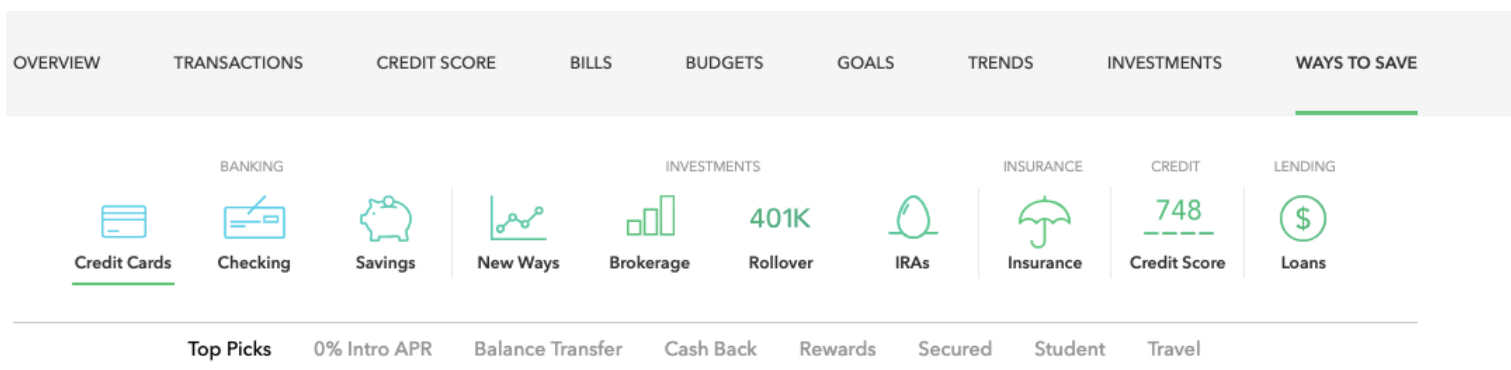 OVERVIEW TRANSACTIONS CREDIT SCORE BILLS BUDGETS GOALS TRENDS INVESTMENTS WAYS TO SAVE
BANKING INVESTMENTS INSURANCE CREDIT LENDING
401K 748 $
Credit Cards Checking Savings New Ways Brokerage Rollover IRAs Insurance Credit Score Loans
Top Picks 0% Intro APR Balance Transfer Cash Back Rewards Secured Student Travel